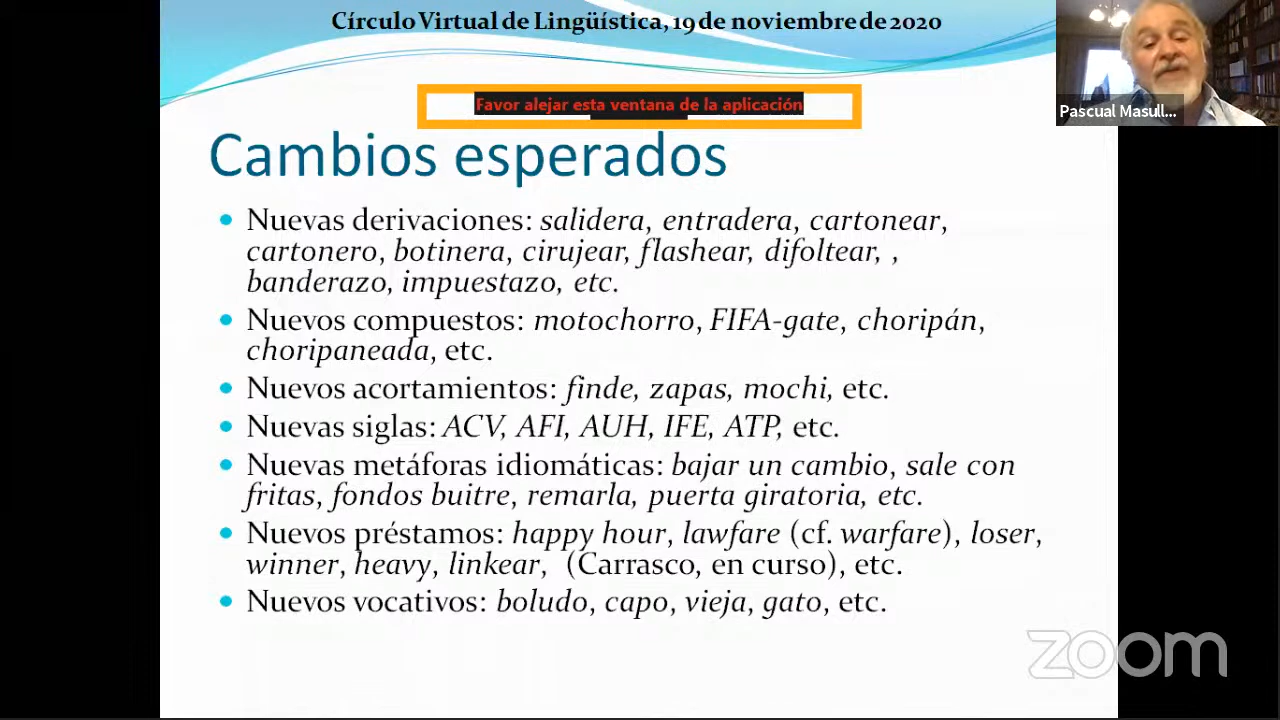 Círculo Virtual de Lingüística, 19 de noviembre de 2020
Favor alejar esta ventana de la aplicación
Pascual Masull...
Cambios esperados
Nuevas derivaciones: salidera, entradera, cartonear,
cartonero, botinera, cirujear, flashear, difoltear, ,
banderazo, impuestazo, etc.
Nuevos compuestos: motochorro, FIFA-gate, choripán,
choripaneada, etc.
Nuevos acortamientos: finde, zapas, mochi, etc.
Nuevas siglas: ACV, AFI, AUH, IFE, ATP, etc.
Nuevas metáforas idiomáticas: bajar un cambio, sale con
fritas, fondos buitre, remarla, puerta giratoria, etc.
Nuevos préstamos: happy hour, lawfare (cf. warfare), loser,
winner, heavy, linkear, (Carrasco, en curso), etc.
Nuevos vocativos: boludo, capo, vieja, gato, etc.
zoom